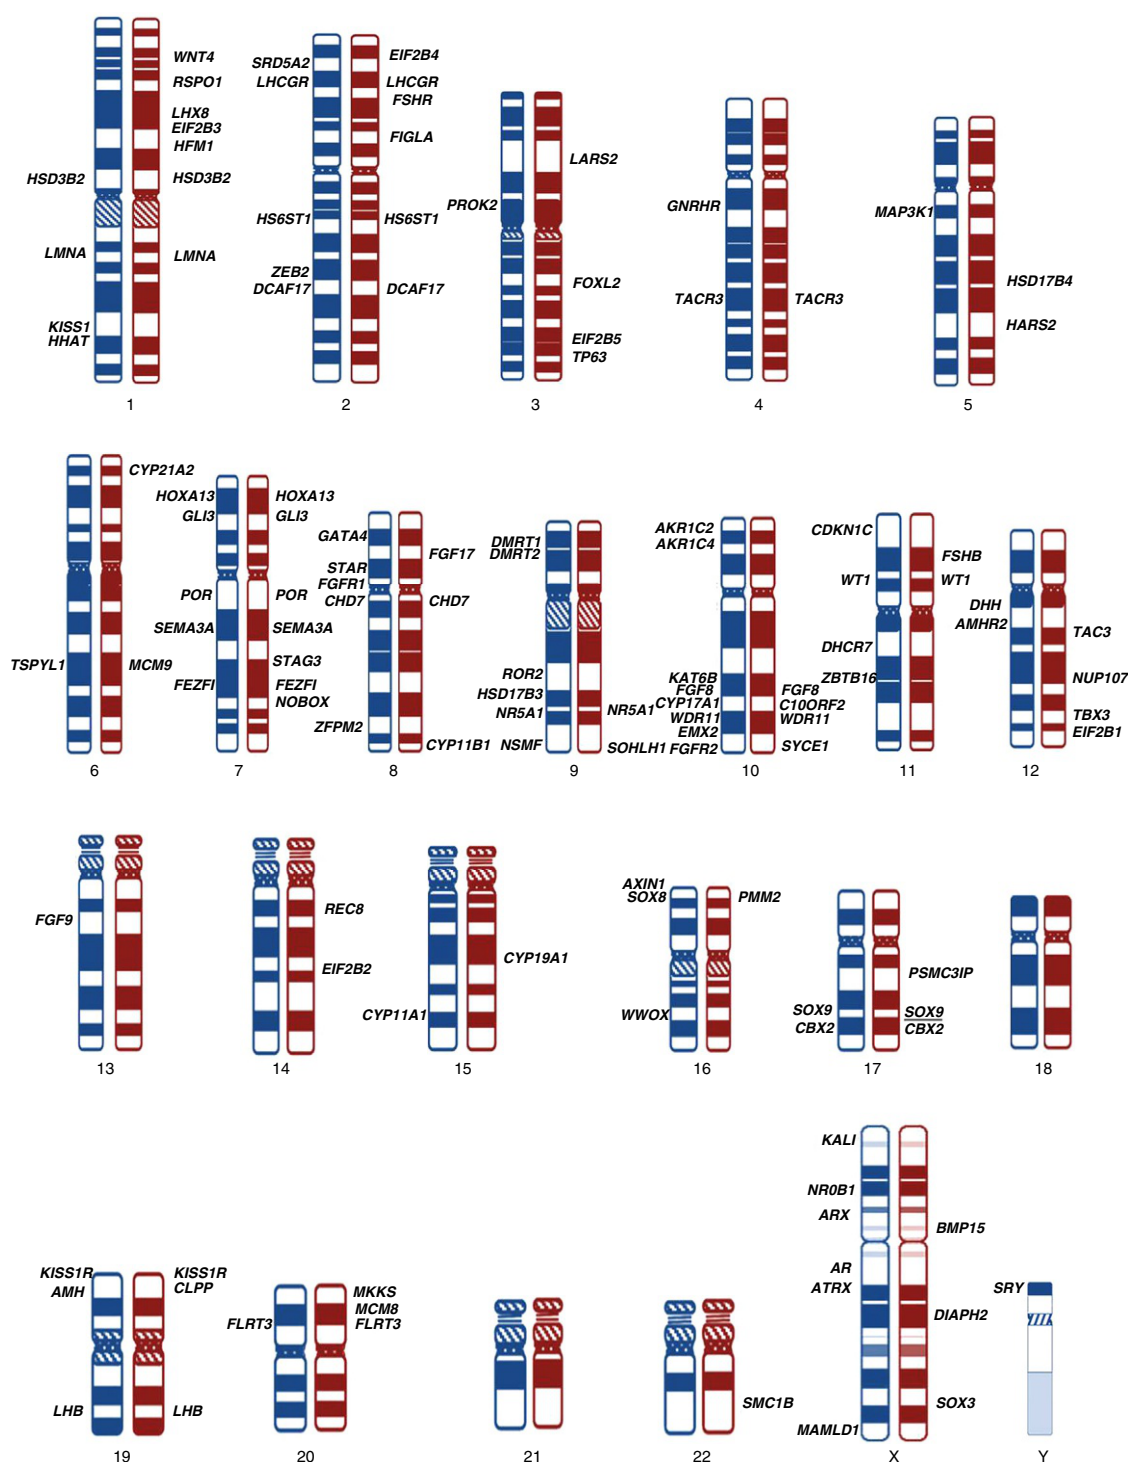 WNT4
RSPO1
LHX8
EIF2B3
HFM1
HSD3B2
HSD3B2
LMNA
LMNA
KISS1
HHAT
1
SRD5A2
EIF2B4
LHCGR
LHCGR
FSHR
FIGLA
HS6ST1
HS6ST1
ZEB2
DCAF17
DCAF17
2
LARS2
PROK2
FOXL2
EIF2B5
TP63
3
GNRHR
TACR3
TACR3
4
MAP3K1
HSD17B4
HARS2
5
CYP21A2
TSPYL1
MCM9
6
HOXA13
HOXA13
GLI3
GLI3
POR
POR
SEMA3A
SEMA3A
STAG3
FEZFI
FEZFI
NOBOX
7
GATA4
FGF17
STAR
FGFR1
CHD7
CHD7
ZFPM2
CYP11B1
8
DMRT1
DMRT2
ROR2
HSD17B3
NR5A1
NR5A1
NSMF
SOHLH1
9
AKR1C2
AKR1C4
KAT6B
FGF8
FGF8
CYP17A1
C10ORF2
WDR11
WDR11
EMX2
FGFR2
SYCE1
10
CDKN1C
FSHB
WT1
WT1
DHCR7
ZBTB16
11
DHH
AMHR2
TAC3
NUP107
TBX3
EIF2B1
12
FGF9
13
REC8
EIF2B2
14
CYP19A1
CYP11A1
15
AXIN1
SOX8
PMM2
WWOX
16
PSMC3IP
SOX9
SOX9
CBX2
CBX2
17
18
KISS1R
KISS1R
AMH
CLPP
LHB
LHB
19
MKKS
MCM8
FLRT3
FLRT3
20
21
SMC1B
22
KALI
NR0B1
ARX
BMP15
AR
ATRX
DIAPH2
SOX3
MAMLD1
X
SRY
Y